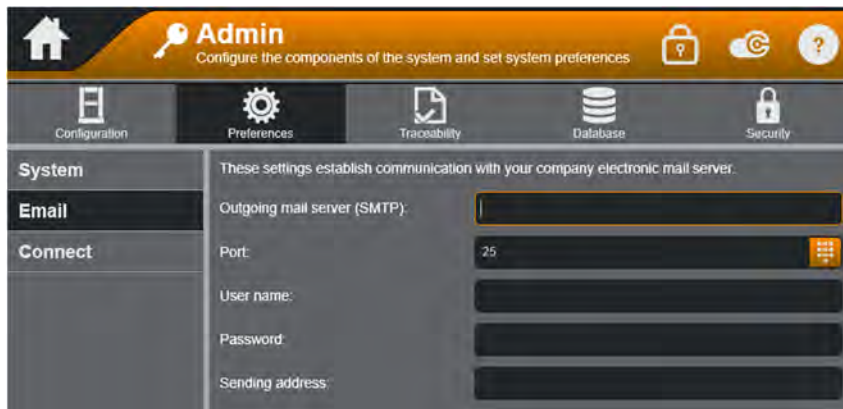 Admin
Configure the components of the system and set system preferences
?
Configuration
Preferences
Traceability
Database
Security
System
These settings establish communication with your company electronic mail server.
Email
Outgoing mail server (SMTP):
Connect
Port:
25
User name:
Password:
Sending address: